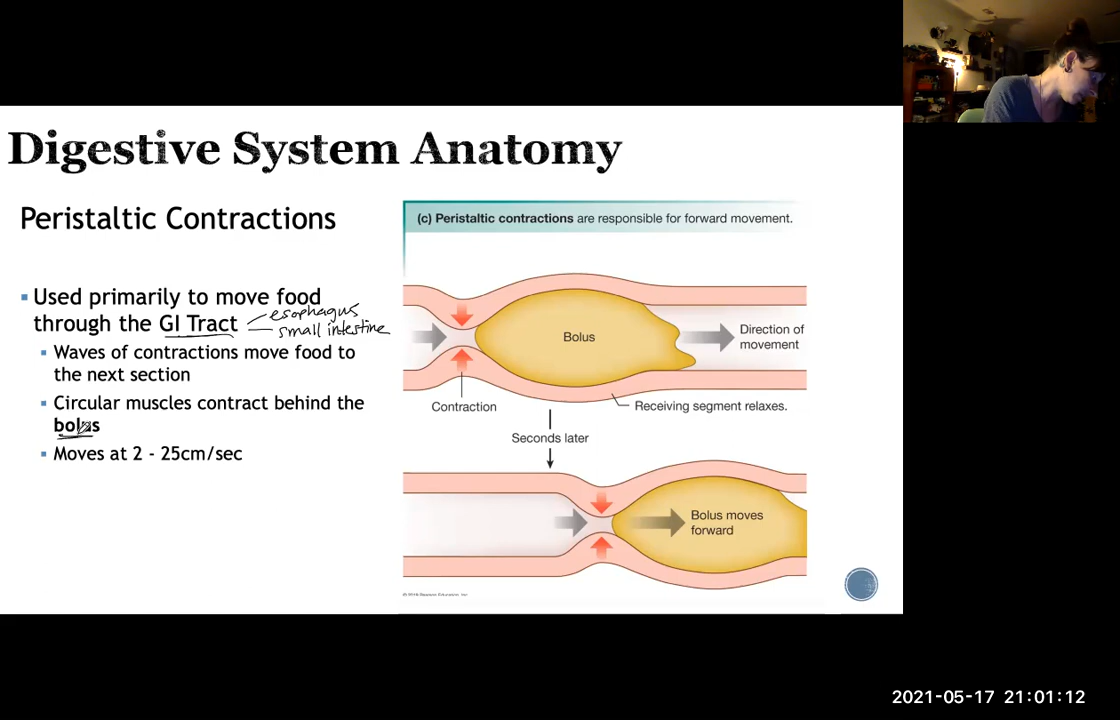 Digestive System Anatomy
Peristaltic Contractions
Used primarily to move food
through the GI Tract
esophagus
small intestine
Waves of contractions move food to
the next section
Circular muscles contract behind the
bolus
Moves at 2 - 25cm/sec
(c) Peristaltic contractions are responsible for forward movement.
Bolus
Direction of
movement
Contraction
Receiving segment relaxes.
Seconds later
Bolus moves
forward
2021-05-17 21:01:12